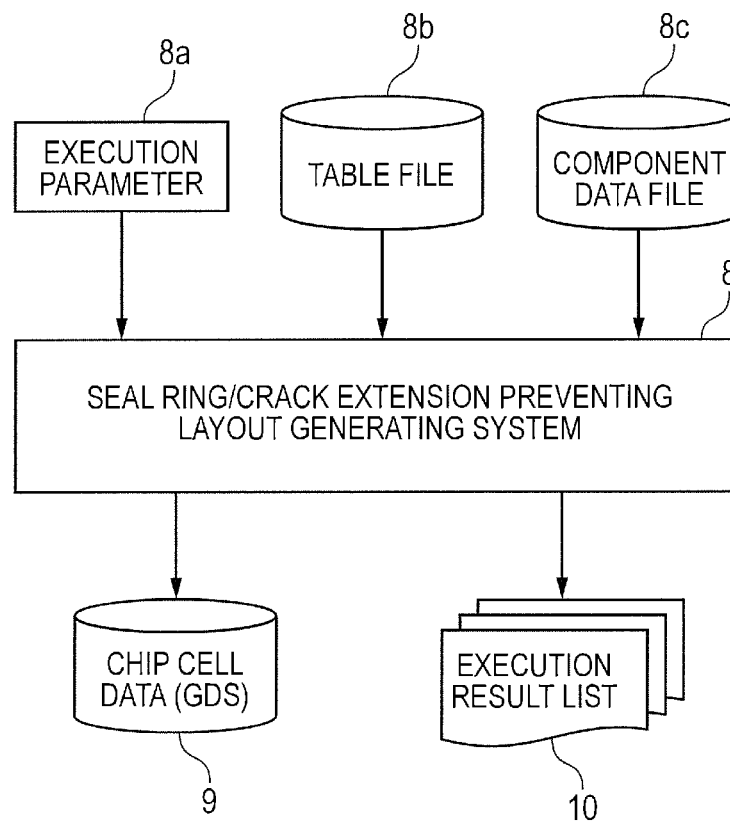 8a
8b
8c
EXECUTION
PARAMETER
TABLE FILE
COMPONENT
DATA FILE
8
SEAL RING/CRACK EXTENSION PREVENTING
LAYOUT GENERATING SYSTEM
CHIP CELL
DATA (GDS)
EXECUTION
RESULT LIST
9
10